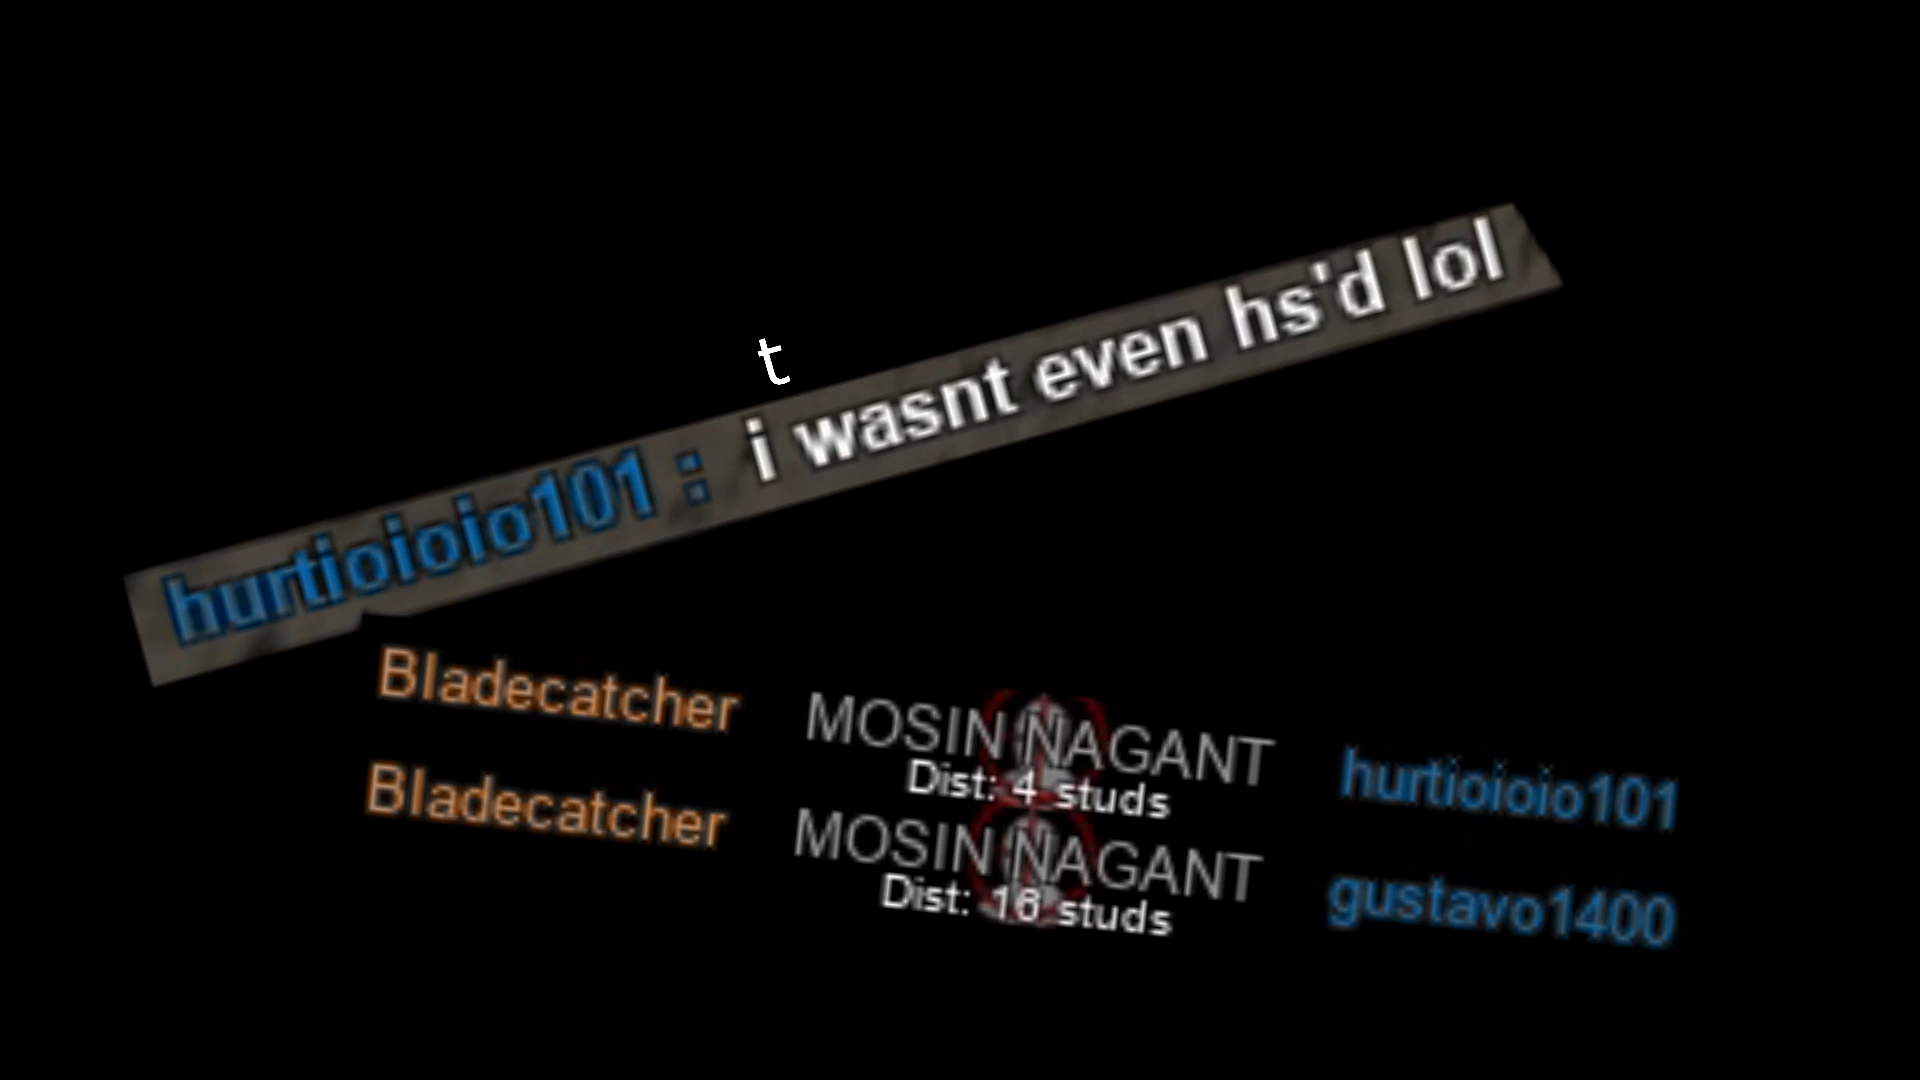 t
hurtioioio101 : i wasnt even hs'd lol
Bladecatcher MOSIN NAGANT hurtioioio101
Dist: 4 studs
Bladecatcher MOSIN NAGANT gustavo1400
Dist: 16 studs